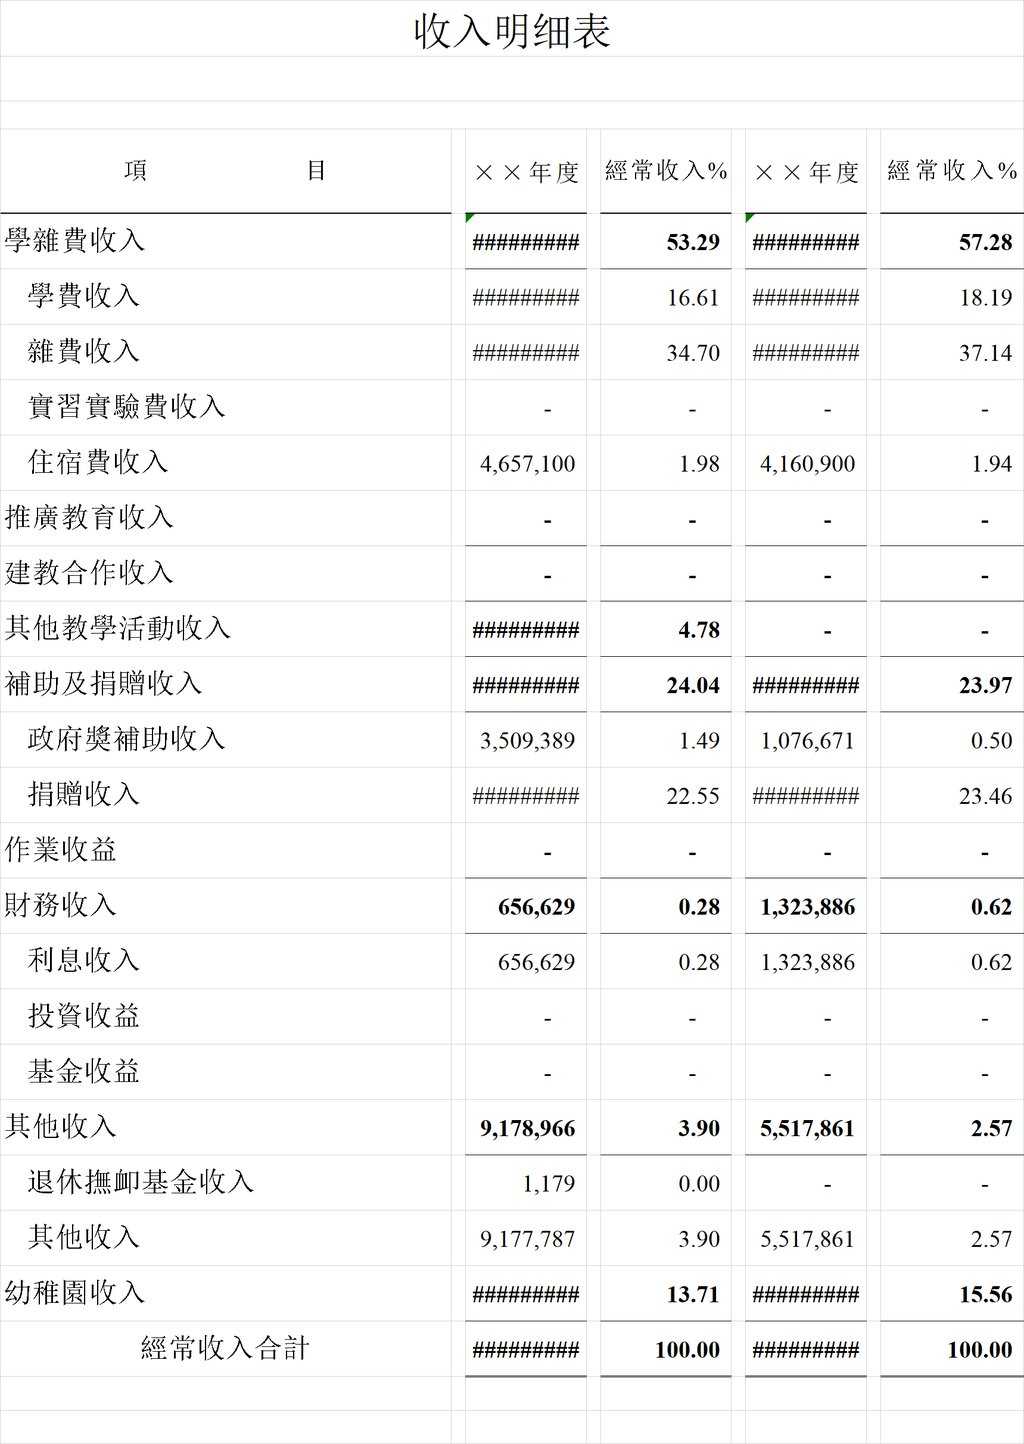 收入明细表
項 目 ××年度 經常收入% ××年度 經常收入%
學雜費收入 ######### 53.29 ######### 57.28
學費收入 ######### 16.61 ######### 18.19
雜費收入 ######### 34.70 ######### 37.14
實習實驗費收入 - - - -
住宿費收入 4,657,100 1.98 4,160,900 1.94
推廣教育收入 - - - -
建教合作收入 - - - -
其他教學活動收入 ######### 4.78 - -
補助及捐贈收入 ######### 24.04 ######### 23.97
政府獎補助收入 3,509,389 1.49 1,076,671 0.50
捐贈收入 ######### 22.55 ######### 23.46
作業收益 - - - -
財務收入 656,629 0.28 1,323,886 0.62
利息收入 656,629 0.28 1,323,886 0.62
投資收益 - - - -
基金收益 - - - -
其他收入 9,178,966 3.90 5,517,861 2.57
退休撫卹基金收入 1,179 0.00 - -
其他收入 9,177,787 3.90 5,517,861 2.57
幼稚園收入 ######### 13.71 ######### 15.56
經常收入合計 ######### 100.00 ######### 100.00